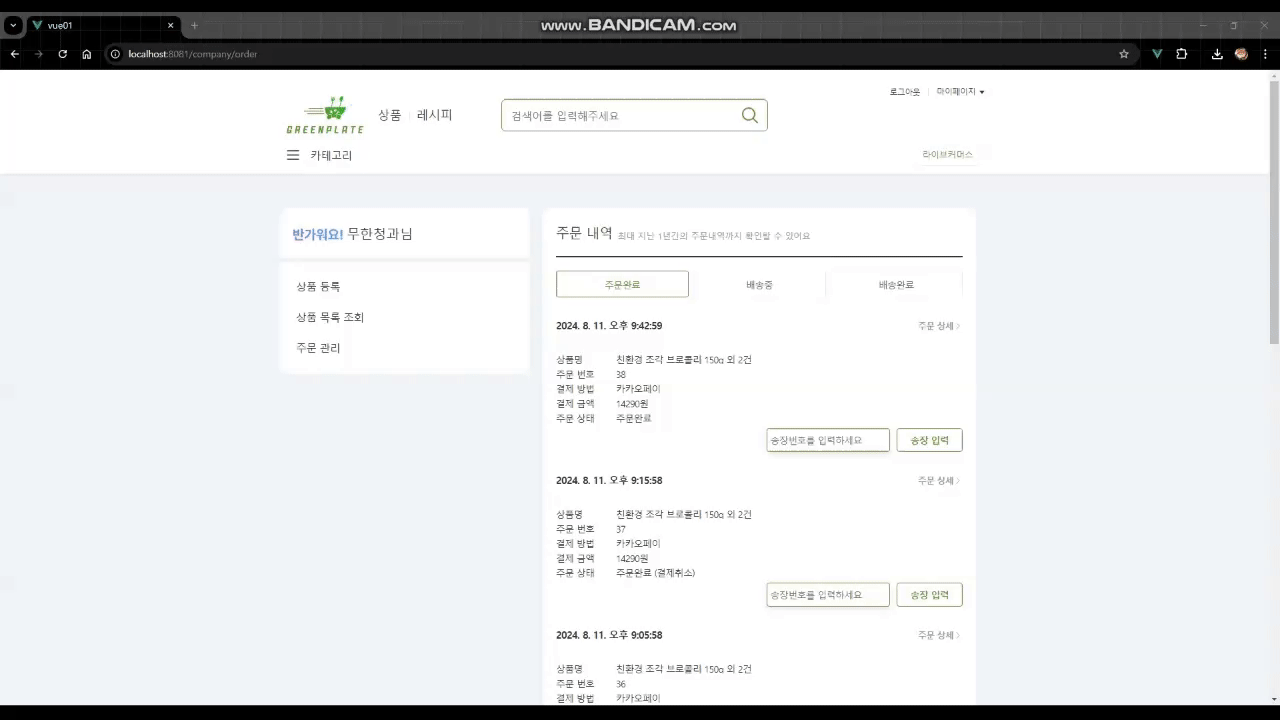 vue01
www.BANDICAM.com
localhost:8081/company/order
로그아웃
마이페이지
GREENPLATE
상품
레시피
검색어를 입력해주세요
카테고리
라이브커머스
반가워요! 무한청과님
상품 등록
상품 목록 조회
주문 관리
주문 내역 최대 지난 1년간의 주문내역까지 확인할 수 있어요
주문완료
배송중
배송완료
2024. 8. 11. 오후 9:42:59
주문 상세
상품명 친환경 조각 브로콜리 150g 외 2건
주문 번호 38
결제 방법 카카오페이
결제 금액 14290원
주문 상태 주문완료
송장번호를 입력하세요
송장 입력
2024. 8. 11. 오후 9:15:58
주문 상세
상품명 친환경 조각 브로콜리 150g 외 2건
주문 번호 37
결제 방법 카카오페이
결제 금액 14290원
주문 상태 주문완료 (결제취소)
송장번호를 입력하세요
송장 입력
2024. 8. 11. 오후 9:05:58
주문 상세
상품명 친환경 조각 브로콜리 150g 외 2건
주문 번호 36
결제 방법 카카오페이